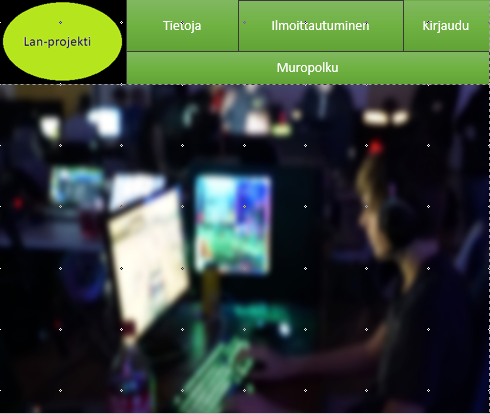 Lan-projekti
Tietoja
Ilmoittautuminen
Kirjaudu
Muropolku